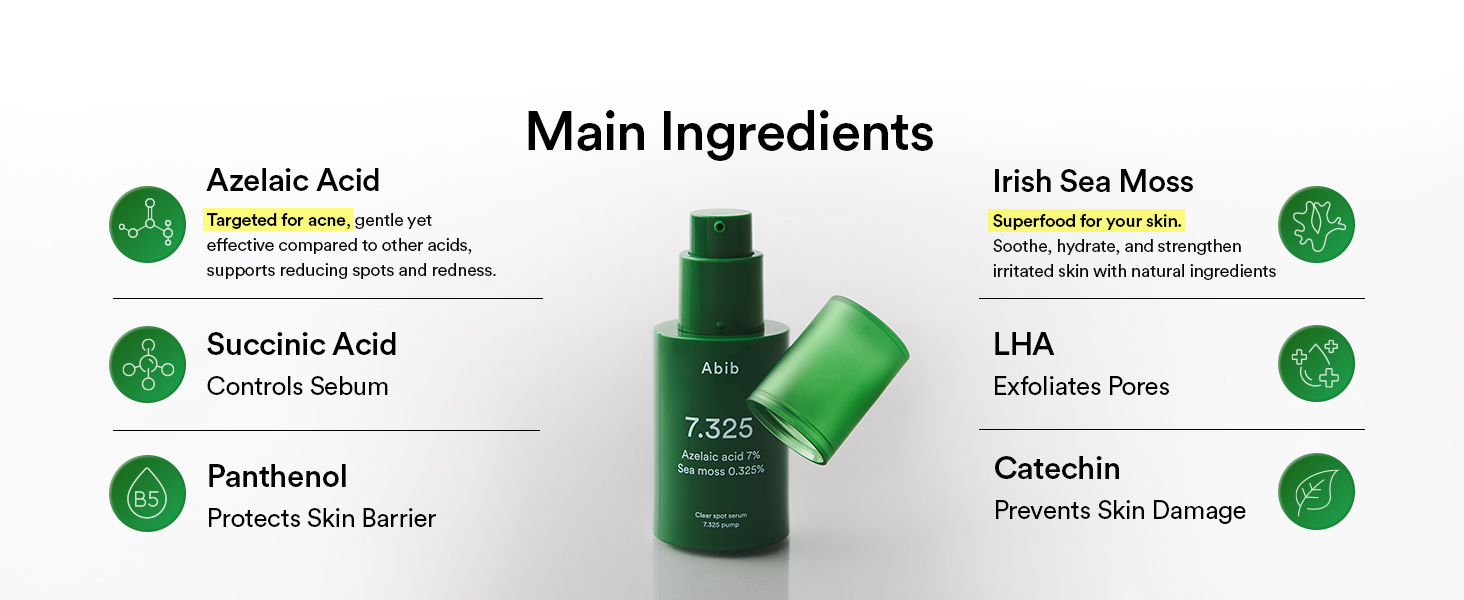 Main Ingredients
Azelaic Acid
Targeted for acne, gentle yet
effective compared to other acids,
supports reducing spots and redness.
Succinic Acid
Controls Sebum
B5
Panthenol
Protects Skin Barrier
Abib
7.325
Azelaic acid 7%
Sea moss 0.325%
Clear spot serum
7.325 pump
Irish Sea Moss
Superfood for your skin.
Soothe, hydrate, and strengthen
irritated skin with natural ingredients
LHA
Exfoliates Pores
Catechin
Prevents Skin Damage